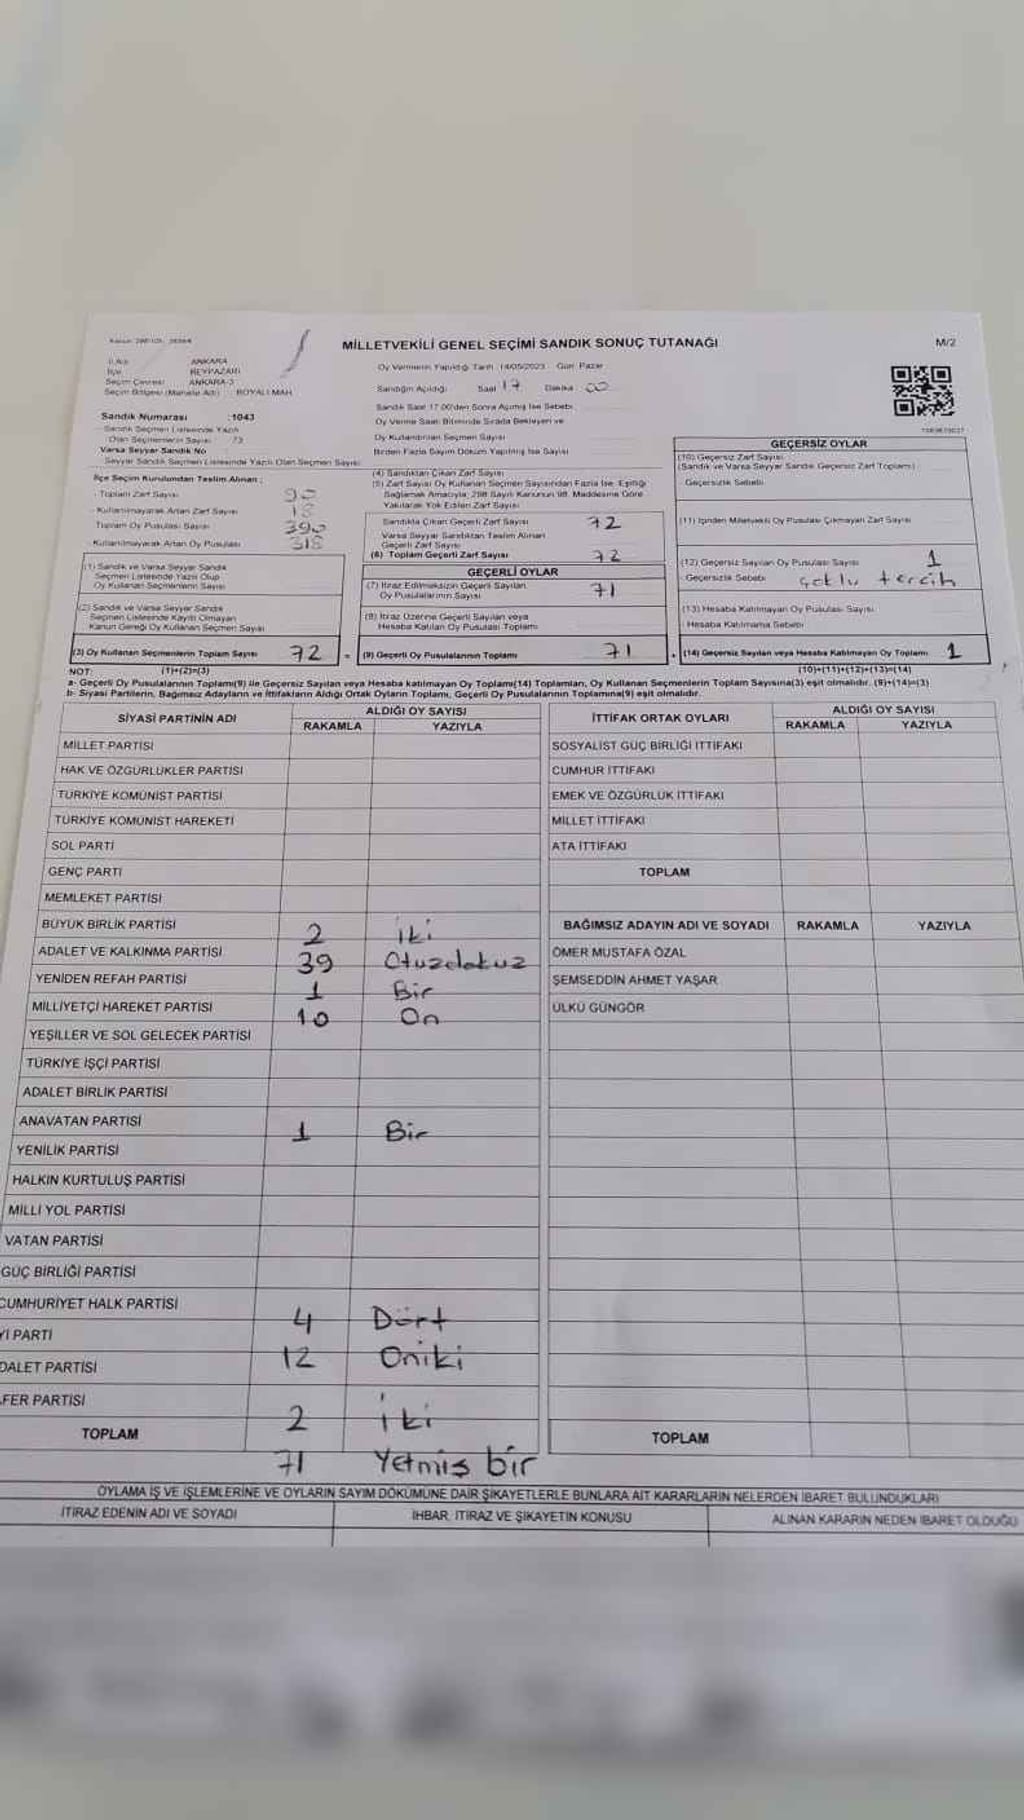 MİLLETVEKİLİ GENEL SEÇİMİ SANDIK SONUÇ TUTANAĞI
M/2
İl Adı ANKARA
İlçe BEYPAZARI
Seçim Çevresi ANKARA-3
Seçim Bölgesi (Mahalle Adı) BOYALI MAH
Sandık Numarası :1043
Sandık Seçmen Listesinde Yazılı
Olan Seçmenlerin Sayısı 73
Varsa Seyyar Sandık No
Seyyar Sandık Seçmen Listesinde Yazılı Olan Seçmen Sayısı
İlçe Seçim Kurulundan Teslim Alınan :
- Toplam Zarf Sayısı 90
- Kullanılmayarak Artan Zarf Sayısı 18
Toplam Oy Pusulası Sayısı 390
- Kullanılmayarak Artan Oy Pusulası 318
(1) Sandık ve Varsa Seyyar Sandık
Seçmen Listesinde Yazılı Olup
Oy Kullanan Seçmenlerin Sayısı
(2) Sandık ve Varsa Seyyar Sandık
Seçmen Listesinde Kayıtlı Olmayan
Kanun Gereği Oy Kullanan Seçmen Sayısı
(3) Oy Kullanan Seçmenlerin Toplam Sayısı 72
Oy Vermenin Yapıldığı Tarih 14/05/2023 Gün Pazar
Sandığın Açıldığı Saat 17 Dakika 00
Sandık Saat 17.00'den Sonra Açılmış İse Sebebi
Oy Verme Saati Bitiminde Sırada Bekleyen ve
Oy Kullandırılan Seçmen Sayısı
Birden Fazla Sayım Döküm Yapılmış İse Sayısı
(4) Sandıktan Çıkan Zarf Sayısı
(5) Zarf Sayısı Oy Kullanan Seçmen Sayısından Fazla İse, Eşitliği
Sağlamak Amacıyla, 298 Sayılı Kanunun 98. Maddesine Göre
Yakılarak Yok Edilen Zarf Sayısı
Sandıkta Çıkan Geçerli Zarf Sayısı 72
Varsa Seyyar Sandıktan Teslim Alınan
Geçerli Zarf Sayısı
(6) Toplam Geçerli Zarf Sayısı 72
GEÇERLİ OYLAR
(7) İtiraz Edilmeksizin Geçerli Sayılan
Oy Pusulalarının Sayısı 71
(8) İtiraz Üzerine Geçerli Sayılan veya
Hesaba Katılan Oy Pusulası Toplamı
= (9) Geçerli Oy Pusulalarının Toplamı 71
GEÇERSİZ OYLAR
(10) Geçersiz Zarf Sayısı
(Sandık ve Varsa Seyyar Sandık Geçersiz Zarf Toplamı)
Geçersizlik Sebebi
(11) İçinden Milletvekili Oy Pusulası Çıkmayan Zarf Sayısı
(12) Geçersiz Sayılan Oy Pusulası Sayısı 1
Geçersizlik Sebebi Çoklu tercih
(13) Hesaba Katılmayan Oy Pusulası Sayısı
Hesaba Katılmama Sebebi
+ (14) Geçersiz Sayılan veya Hesaba Katılmayan Oy Toplamı 1
NOT: (1)+(2)=(3) (10)+(11)+(12)+(13)=(14)
a- Geçerli Oy Pusulalarının Toplamı(9) ile Geçersiz Sayılan veya Hesaba katılmayan Oy Toplamı(14) Toplamları, Oy Kullanan Seçmenlerin Toplam Sayısına(3) eşit olmalıdır. (9)+(14)=(3)
b- Siyasi Partilerin, Bağımsız Adayların ve İttifakların Aldığı Ortak Oyların Toplamı, Geçerli Oy Pusulalarının Toplamına(9) eşit olmalıdır.
SİYASİ PARTİNİN ADI
ALDIĞI OY SAYISI
RAKAMLA YAZIYLA
MİLLET PARTİSİ
HAK VE ÖZGÜRLÜKLER PARTİSİ
TÜRKİYE KOMÜNİST PARTİSİ
TÜRKİYE KOMÜNİST HAREKETİ
SOL PARTİ
GENÇ PARTİ
MEMLEKET PARTİSİ
BÜYÜK BİRLİK PARTİSİ 2 iki
ADALET VE KALKINMA PARTİSİ 39 Otuzdokuz
YENİDEN REFAH PARTİSİ 1 Bir
MİLLİYETÇİ HAREKET PARTİSİ 10 On
YEŞİLLER VE SOL GELECEK PARTİSİ
TÜRKİYE İŞÇİ PARTİSİ
ADALET BİRLİK PARTİSİ
ANAVATAN PARTİSİ 1 Bir
YENİLİK PARTİSİ
HALKIN KURTULUŞ PARTİSİ
MİLLİ YOL PARTİSİ
VATAN PARTİSİ
GÜÇ BİRLİĞİ PARTİSİ
CUMHURİYET HALK PARTİSİ 4 Dört
Yİ PARTİ 12 Oniki
DALET PARTİSİ
FER PARTİSİ 2 iki
TOPLAM 71 Yetmiş bir
İTTİFAK ORTAK OYLARI
ALDIĞI OY SAYISI
RAKAMLA YAZIYLA
SOSYALİST GÜÇ BİRLİĞİ İTTİFAKI
CUMHUR İTTİFAKI
EMEK VE ÖZGÜRLÜK İTTİFAKI
MİLLET İTTİFAKI
ATA İTTİFAKI
TOPLAM
BAĞIMSIZ ADAYIN ADI VE SOYADI RAKAMLA YAZIYLA
ÖMER MUSTAFA ÖZAL
ŞEMSEDDİN AHMET YAŞAR
ÜLKÜ GÜNGÖR
TOPLAM
OYLAMA İŞ VE İŞLEMLERİNE VE OYLARIN SAYIM DÖKÜMÜNE DAİR ŞİKAYETLERLE BUNLARA AİT KARARLARIN NELERDEN İBARET BULUNDUKLARI
İTİRAZ EDENİN ADI VE SOYADI
İHBAR, İTİRAZ VE ŞİKAYETİN KONUSU
ALINAN KARARIN NEDEN İBARET OLDUĞU